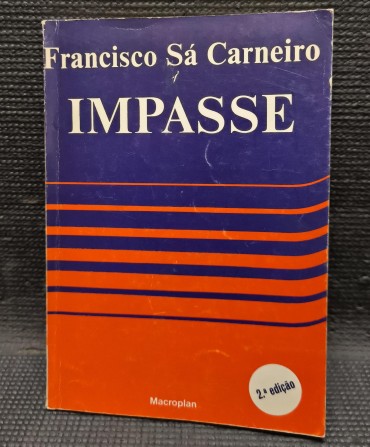 Francisco Sá Carneiro
IMPASSE
2.ª edição
Macroplan